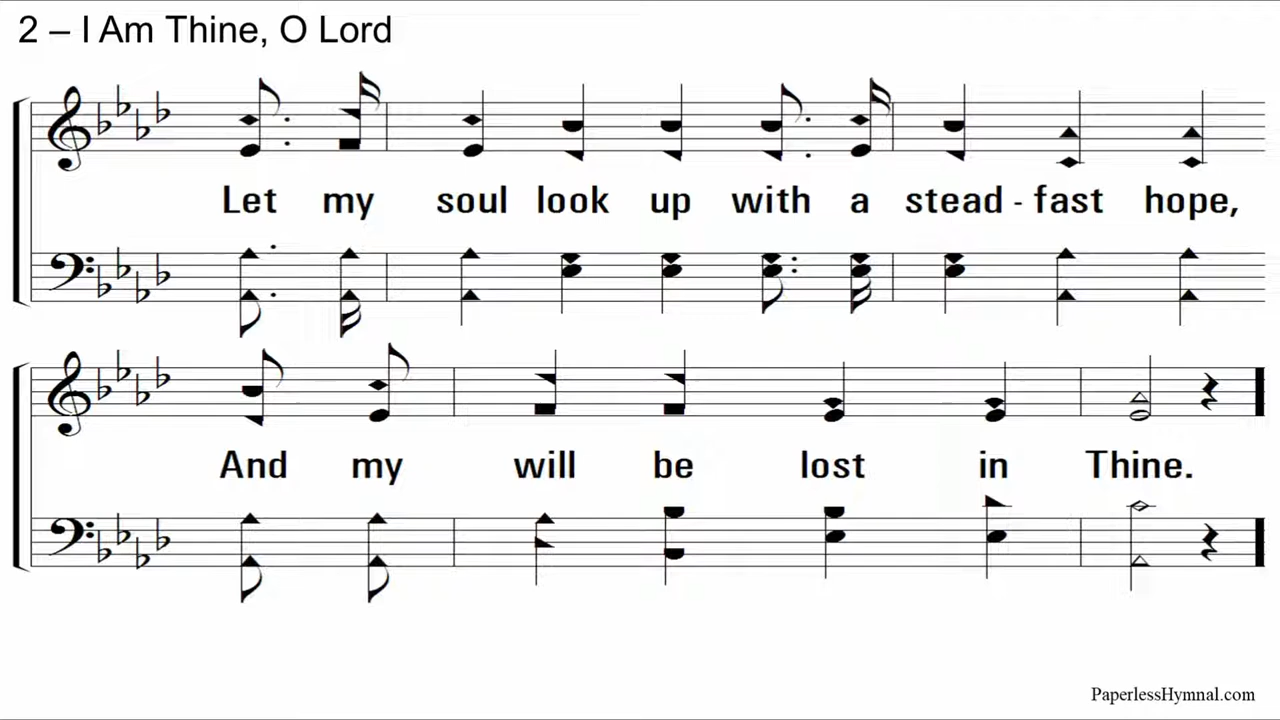 2 – I Am Thine, O Lord
Let my soul look up with a stead - fast hope,
And my will be lost in Thine.
PaperlessHymnal.com